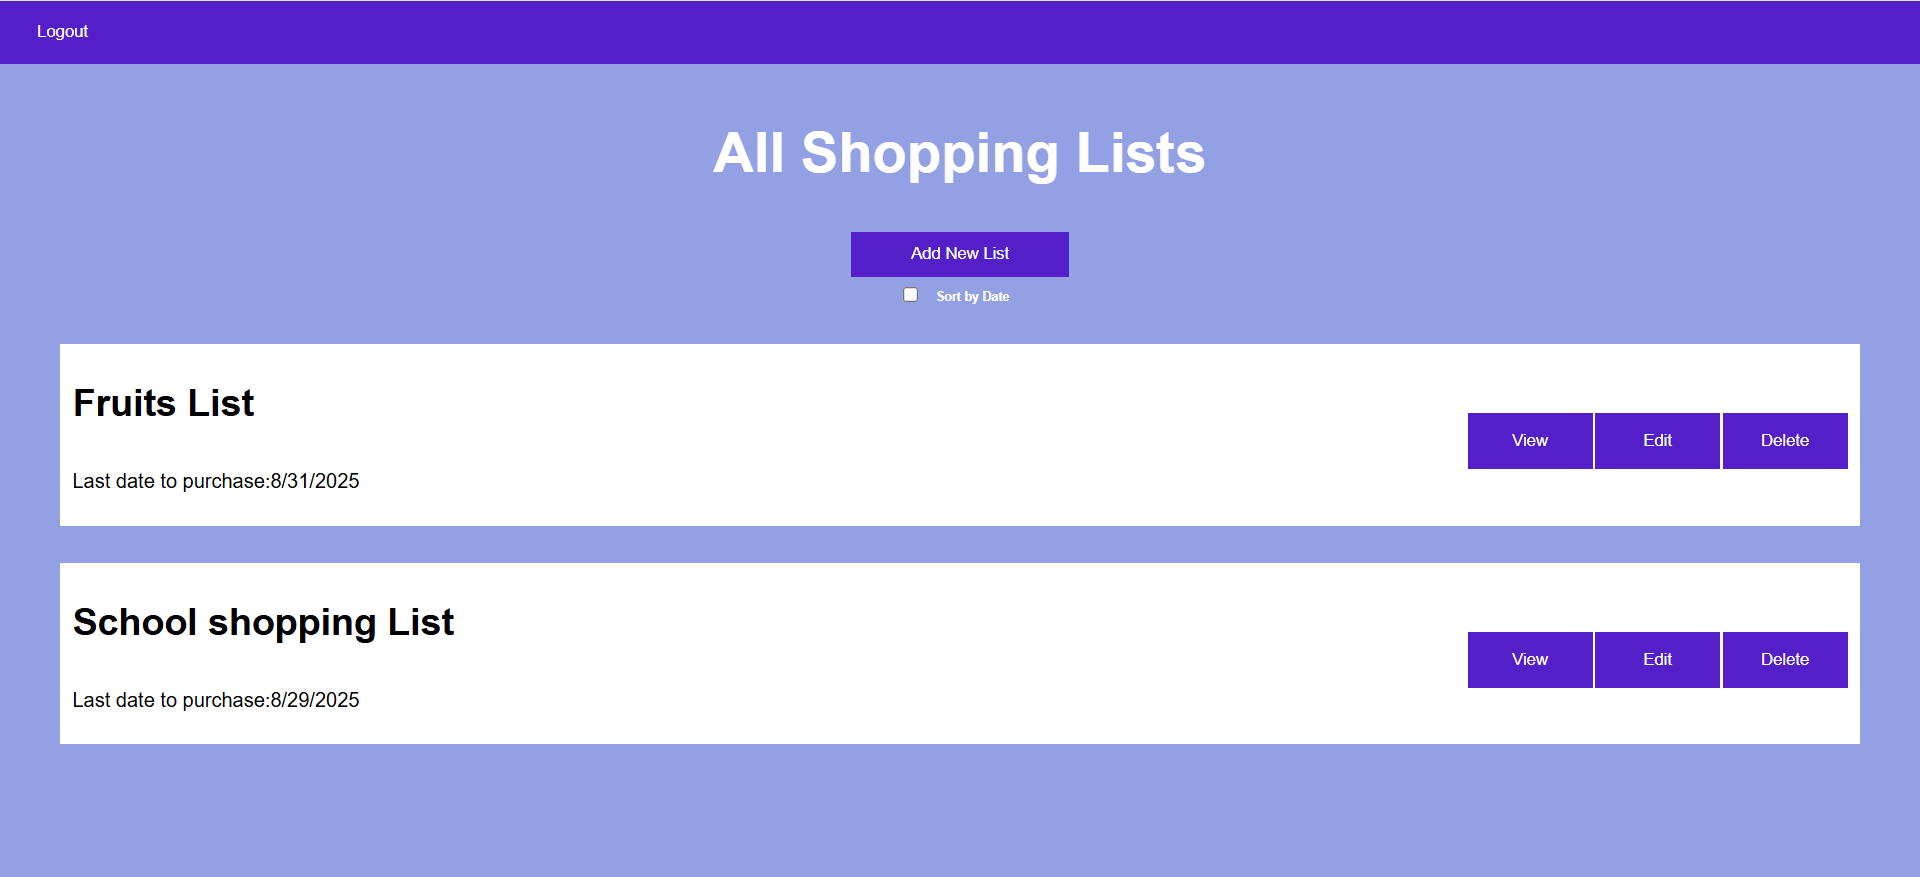 Logout
All Shopping Lists
Add New List
Sort by Date
Fruits List
View Edit Delete
Last date to purchase:8/31/2025
School shopping List
View Edit Delete
Last date to purchase:8/29/2025